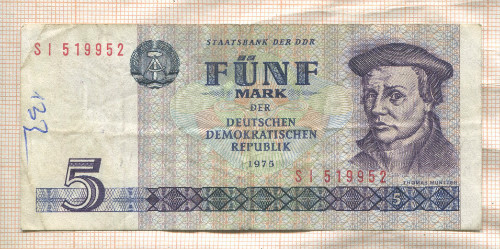 SI 519952
STAATSBANK DER DDR
FÜNF
MARK
DER
DEUTSCHEN
DEMOKRATISCHEN
REPUBLIK
1975
SI 519952
THOMAS MÜNTZER
5
5